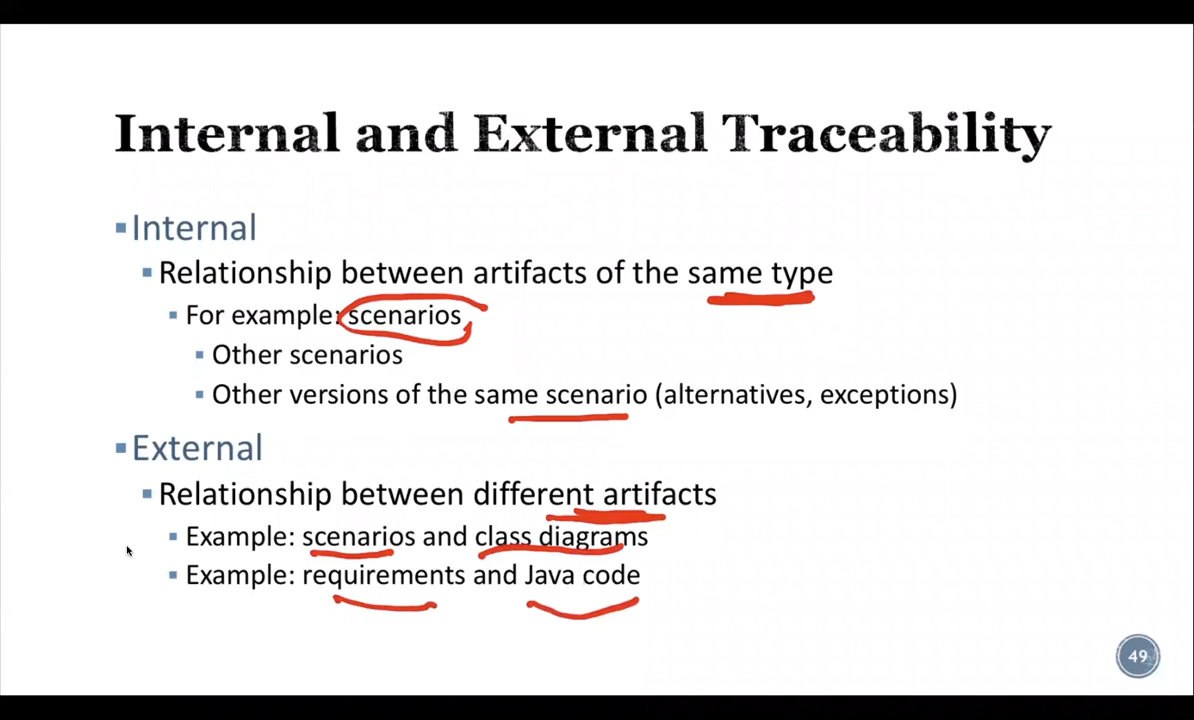 Internal and External Traceability
Internal
Relationship between artifacts of the same type
For example: scenarios
Other scenarios
Other versions of the same scenario (alternatives, exceptions)
External
Relationship between different artifacts
Example: scenarios and class diagrams
Example: requirements and Java code
49